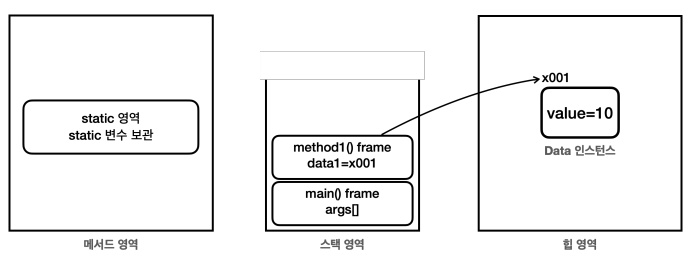 static 영역
static 변수 보관
메서드 영역
method1() frame
data1=x001
main() frame
args[]
스택 영역
x001
value=10
Data 인스턴스
힙 영역